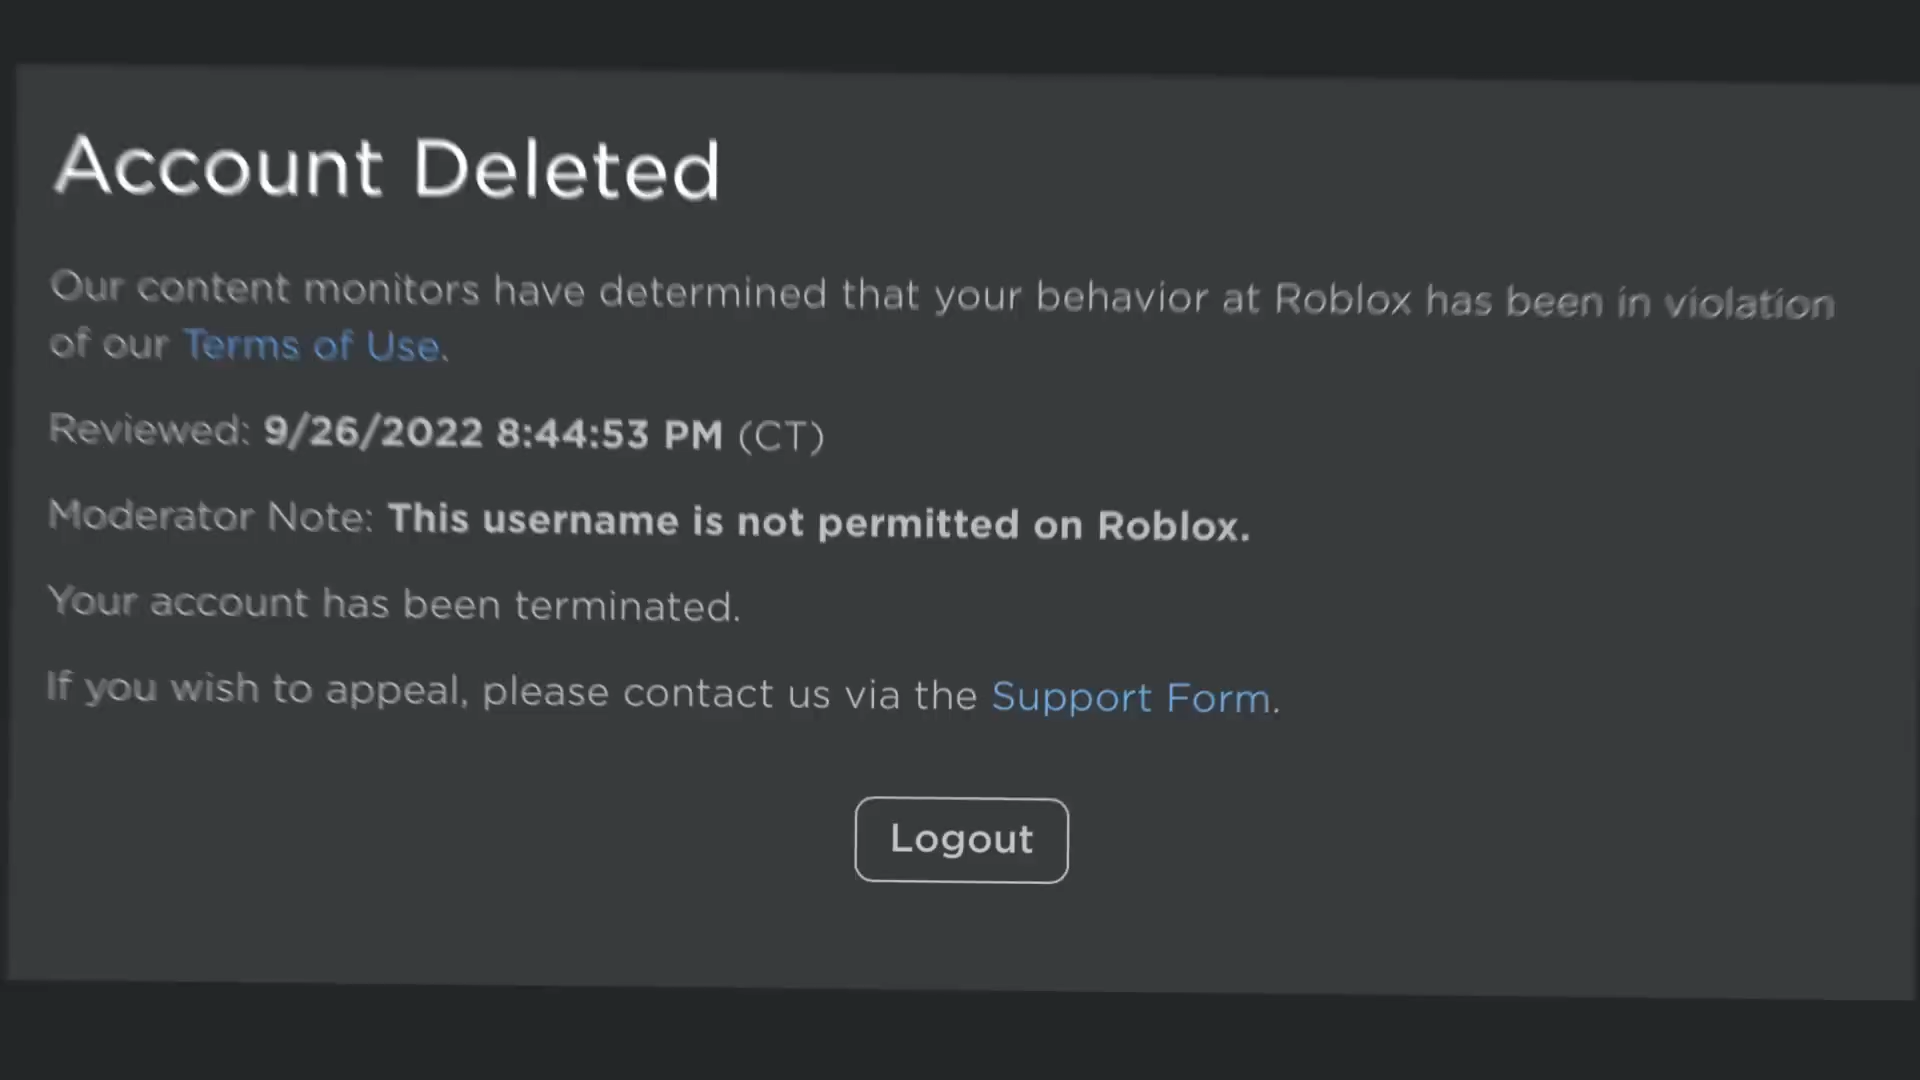 Account Deleted
Our content monitors have determined that your behavior at Roblox has been in violation
of our Terms of Use.
Reviewed: 9/26/2022 8:44:53 PM (CT)
Moderator Note: This username is not permitted on Roblox.
Your account has been terminated.
If you wish to appeal, please contact us via the Support Form.
Logout